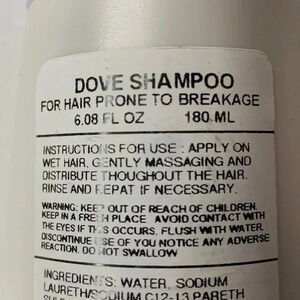 DOVE SHAMPOO
FOR HAIR PRONE TO BREAKAGE
6.08 FL OZ 180 ML
INSTRUCTIONS FOR USE : APPLY ON
WET HAIR, GENTLY MASSAGING AND
DISTRIBUTE THOUGHOUT THE HAIR.
RINSE AND REPAT IF NECESSARY.
WARNING: KEEP OUT OF REACH OF CHILDREN.
KEEP IN A FRESH PLACE. AVOID CONTACT WITH
THE EYES IF THIS OCCURS, FLUSH WITH WATER.
DISCONTINUE USE OF YOU NOTICE ANY ADVERSE
REACTION. DO NOT SWALLOW
INGREDIENTS: WATER, SODIUM
LAURETH/SODIUM C12-13 PARETH